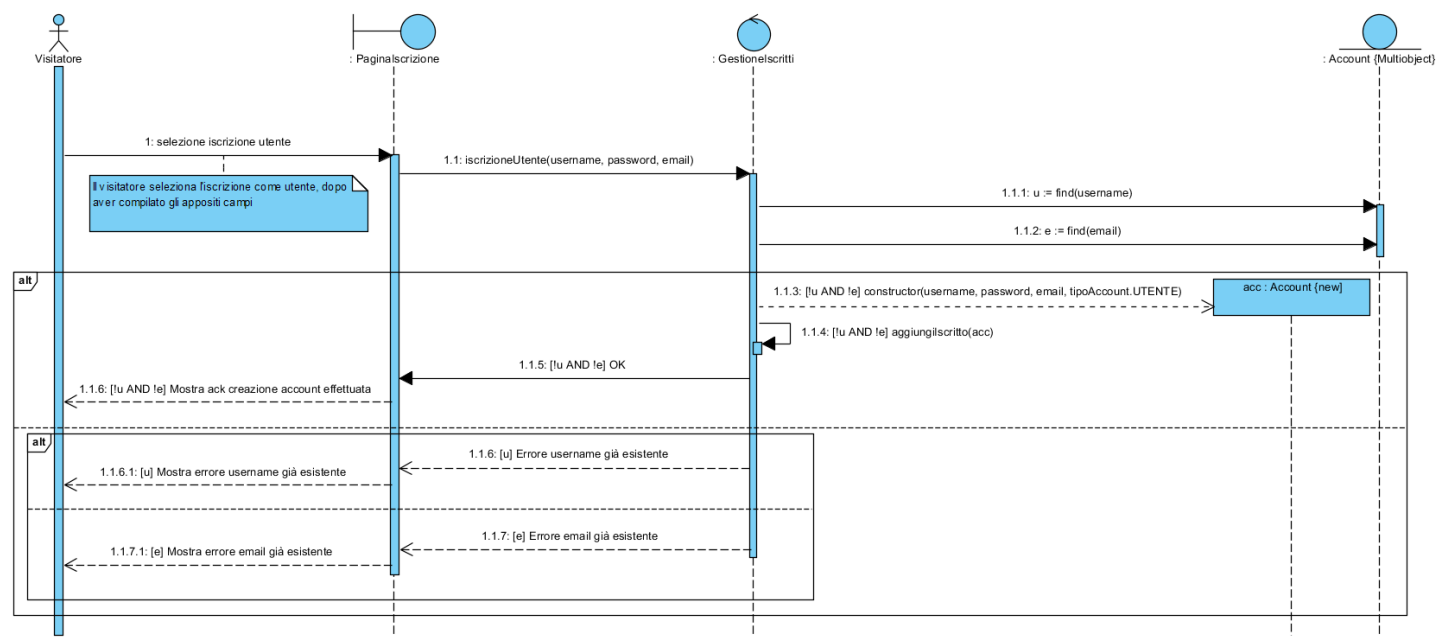 Visitatore
: PaginaIscrizione
: GestioneIscritti
: Account {Multiobject}
1: selezione iscrizione utente
1.1: iscrizioneUtente(username, password, email)
Il visitatore seleziona l'iscrizione come utente, dopo
aver compilato gli appositi campi
1.1.1: u := find(username)
1.1.2: e := find(email)
alt
1.1.3: [!u AND !e] constructor(username, password, email, tipoAccount.UTENTE)
acc : Account {new]
1.1.4: [!u AND !e] aggiungiIscritto(acc)
1.1.5: [!u AND !e] OK
1.1.6: [!u AND !e] Mostra ack creazione account effettuata
alt
1.1.6: [u] Errore username già esistente
1.1.6.1: [u] Mostra errore username già esistente
1.1.7: [e] Errore email già esistente
1.1.7.1: [e] Mostra errore email già esistente